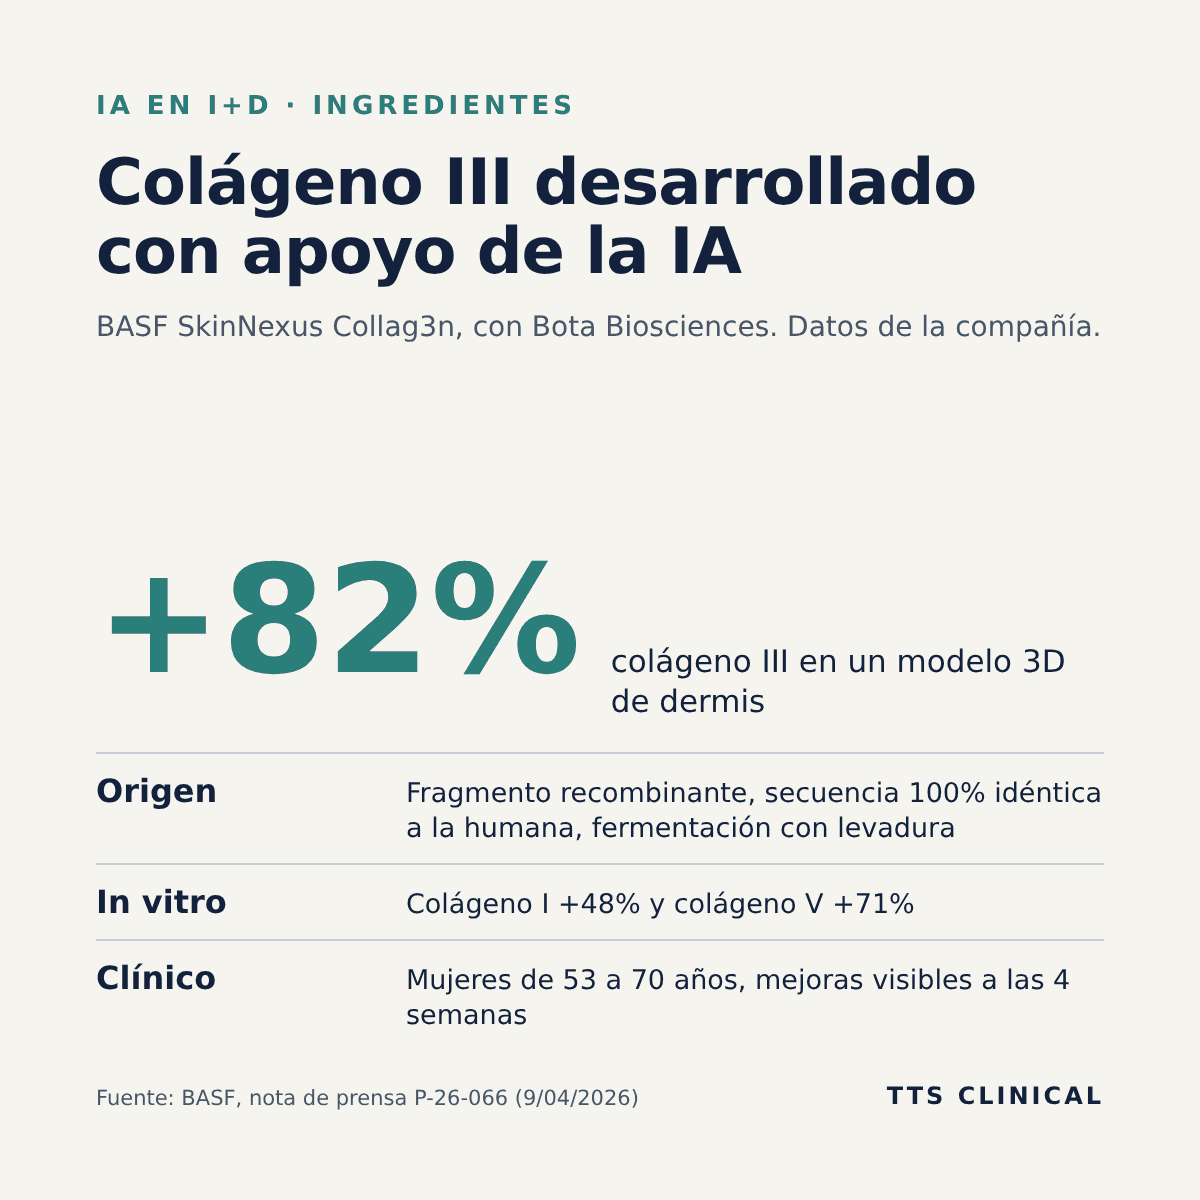 IA EN I+D · INGREDIENTES
Colágeno III desarrollado
con apoyo de la IA
BASF SkinNexus Collag3n, con Bota Biosciences. Datos de la compañía.
+82%
colágeno III en un modelo 3D
de dermis
Origen
Fragmento recombinante, secuencia 100% idéntica
a la humana, fermentación con levadura
In vitro
Colágeno I +48% y colágeno V +71%
Clínico
Mujeres de 53 a 70 años, mejoras visibles a las 4
semanas
Fuente: BASF, nota de prensa P-26-066 (9/04/2026)
TTS CLINICAL